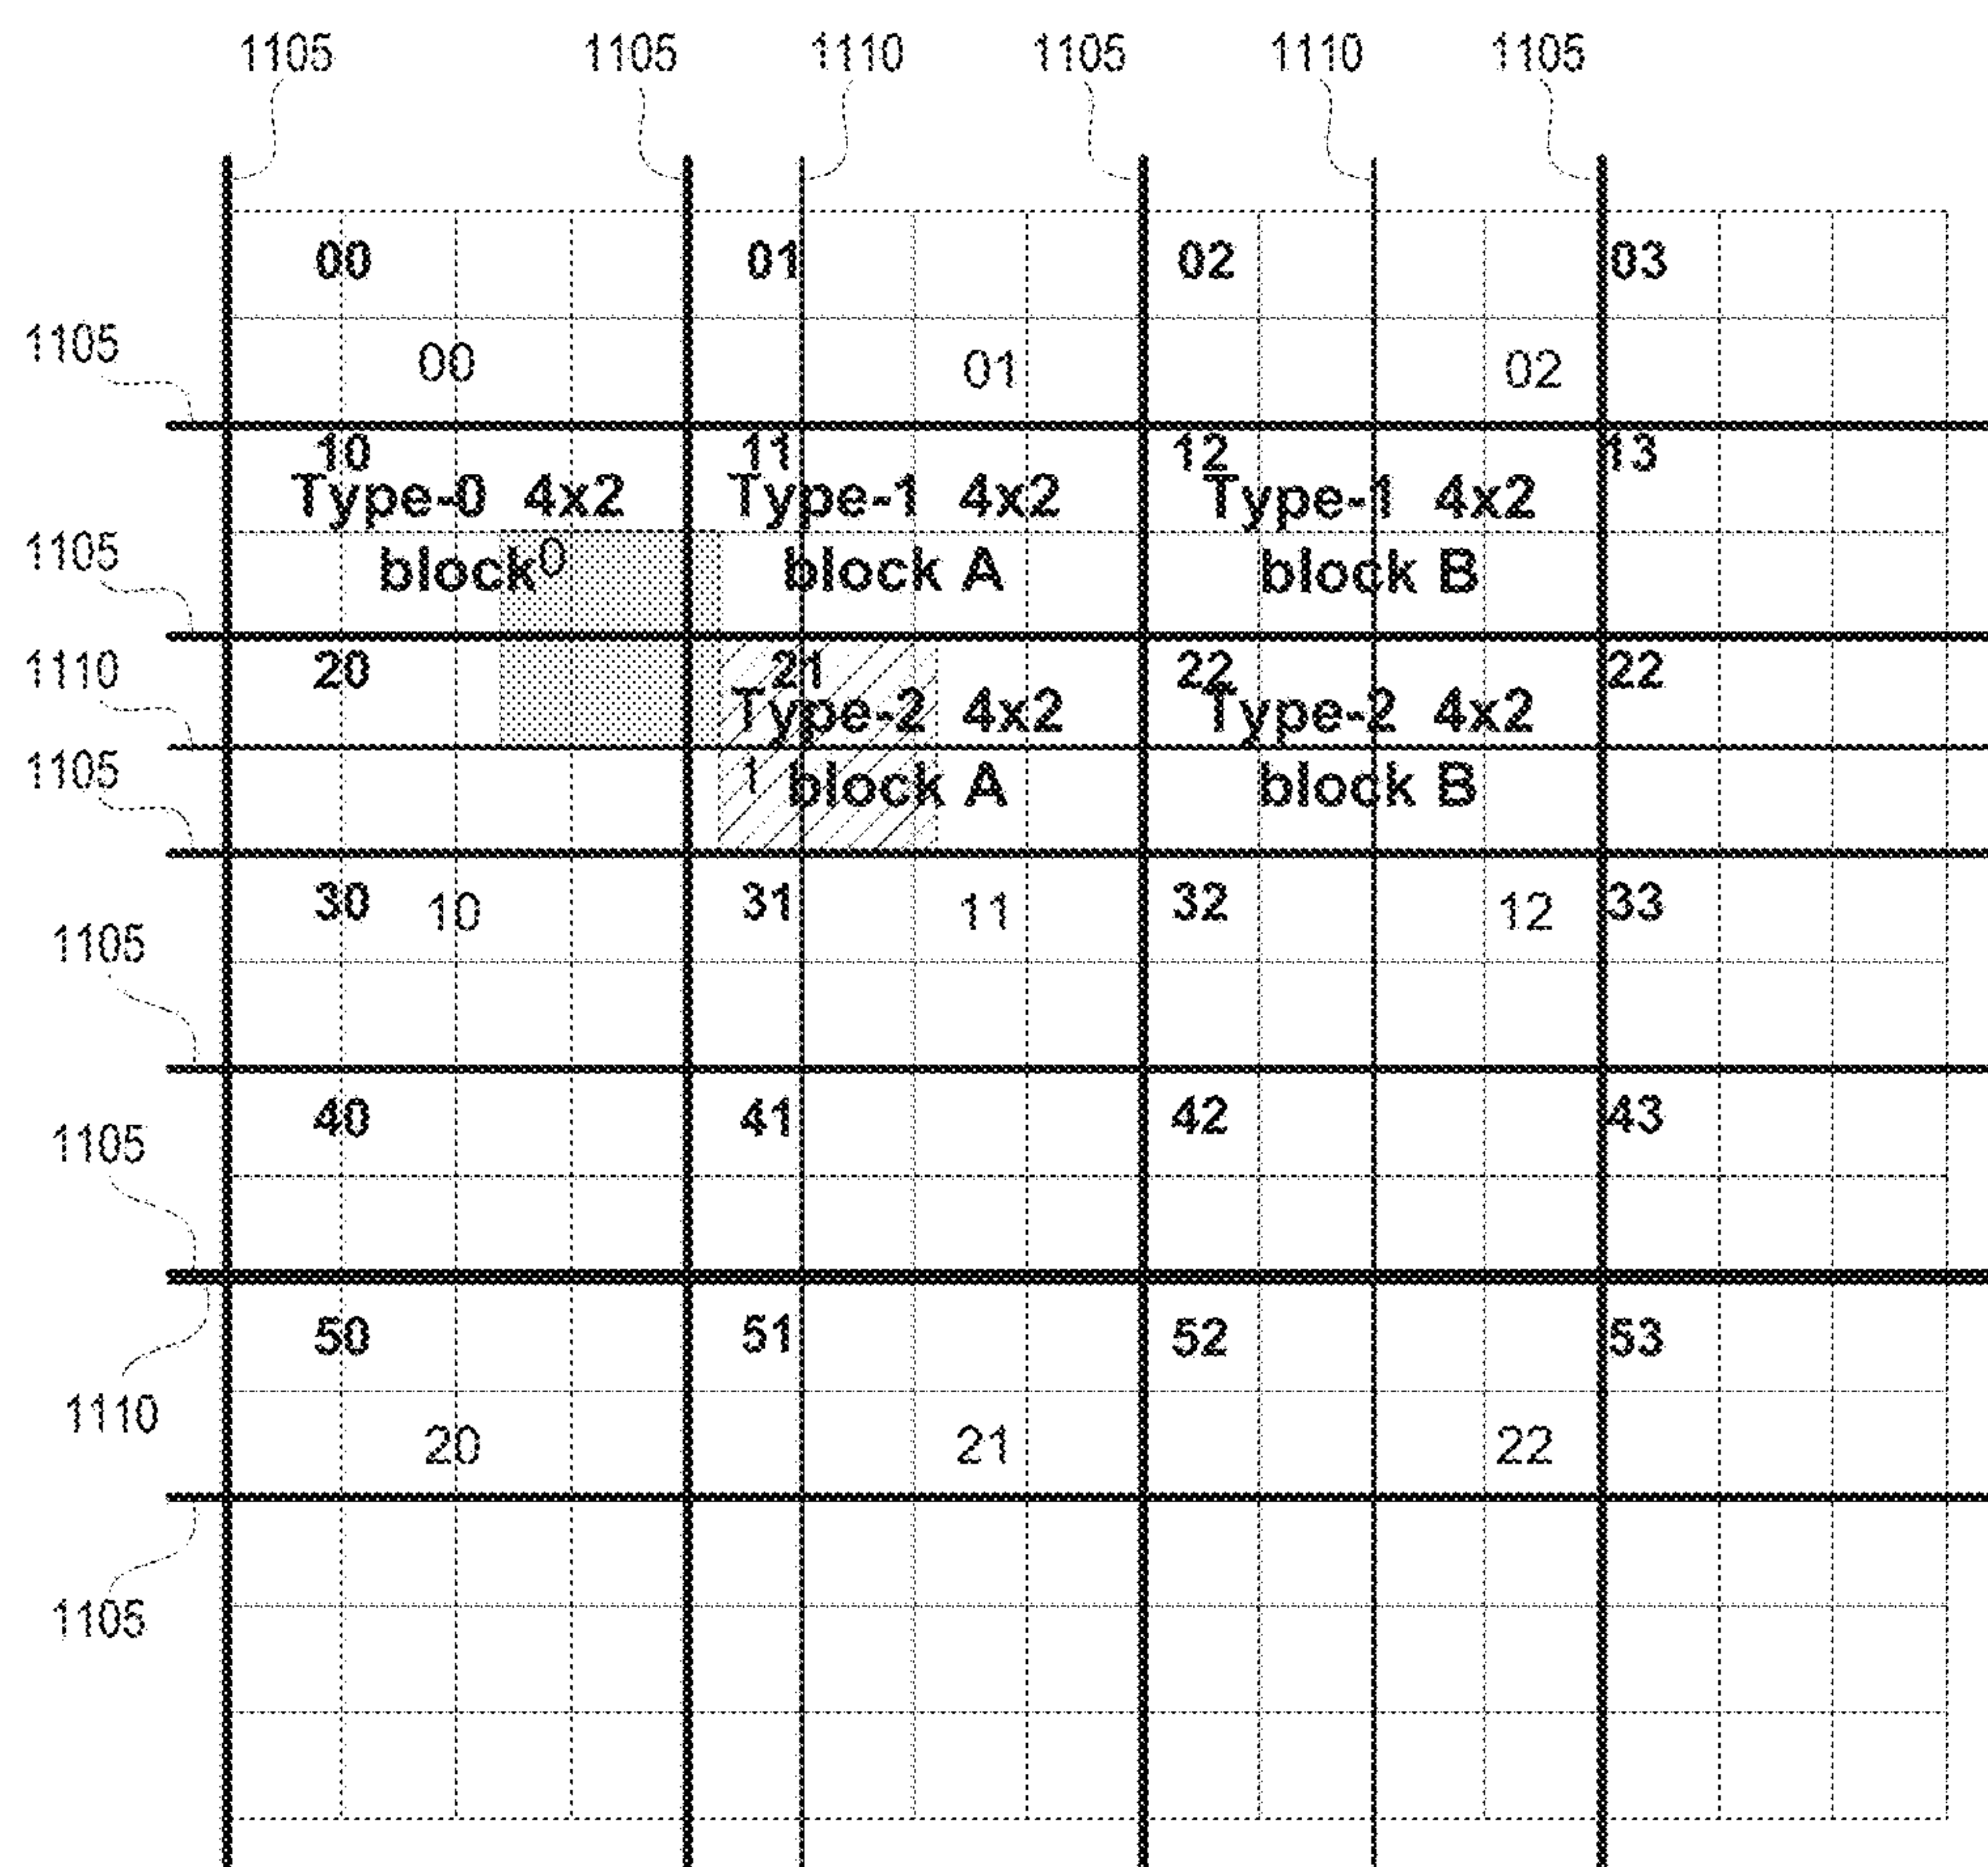 1105 1105 1110 1105 1110 1105
00 01 02 03
1105 00 01 02
10 11 12 13
Type-0 4x2 Type-1 4x2 Type-1 4x2
1105 block 0 block A block B
1110 20 21 22 22
Type-2 4x2 Type-2 4x2
1105 1 block A block B
30 10 31 11 32 12 33
1105
40 41 42 43
1105
50 51 52 53
1110
20 21 22
1105